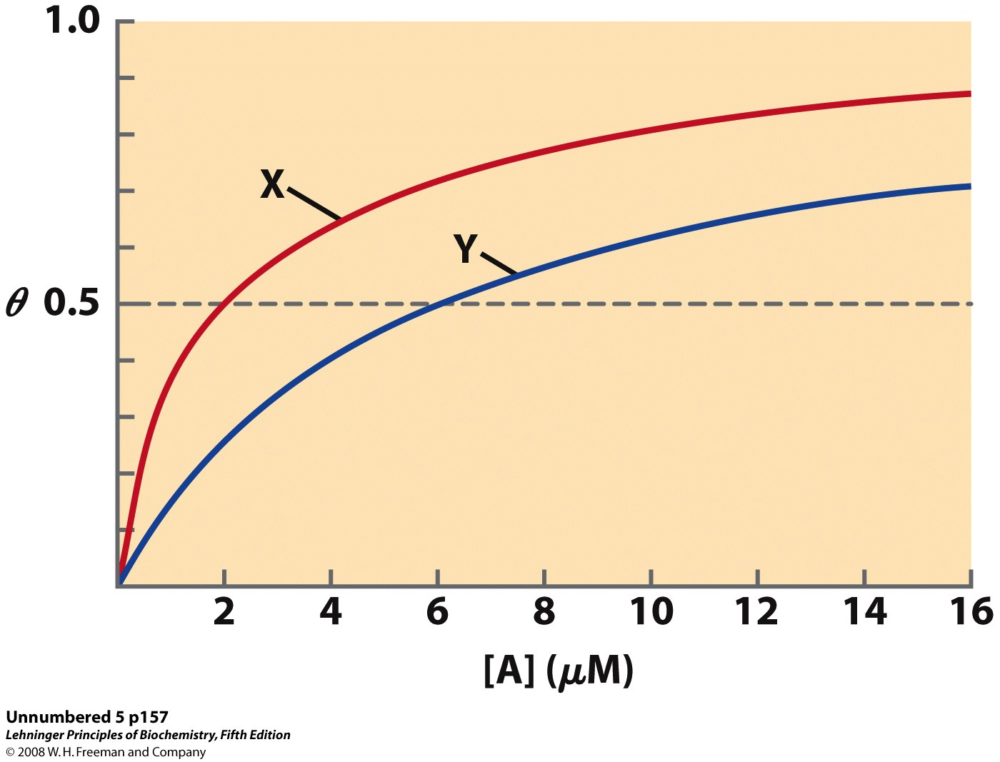 1.0
X
Y
θ 0.5
2 4 6 8 10 12 14 16
[A] (μM)
Unnumbered 5 p157
Lehninger Principles of Biochemistry, Fifth Edition
© 2008 W. H. Freeman and Company